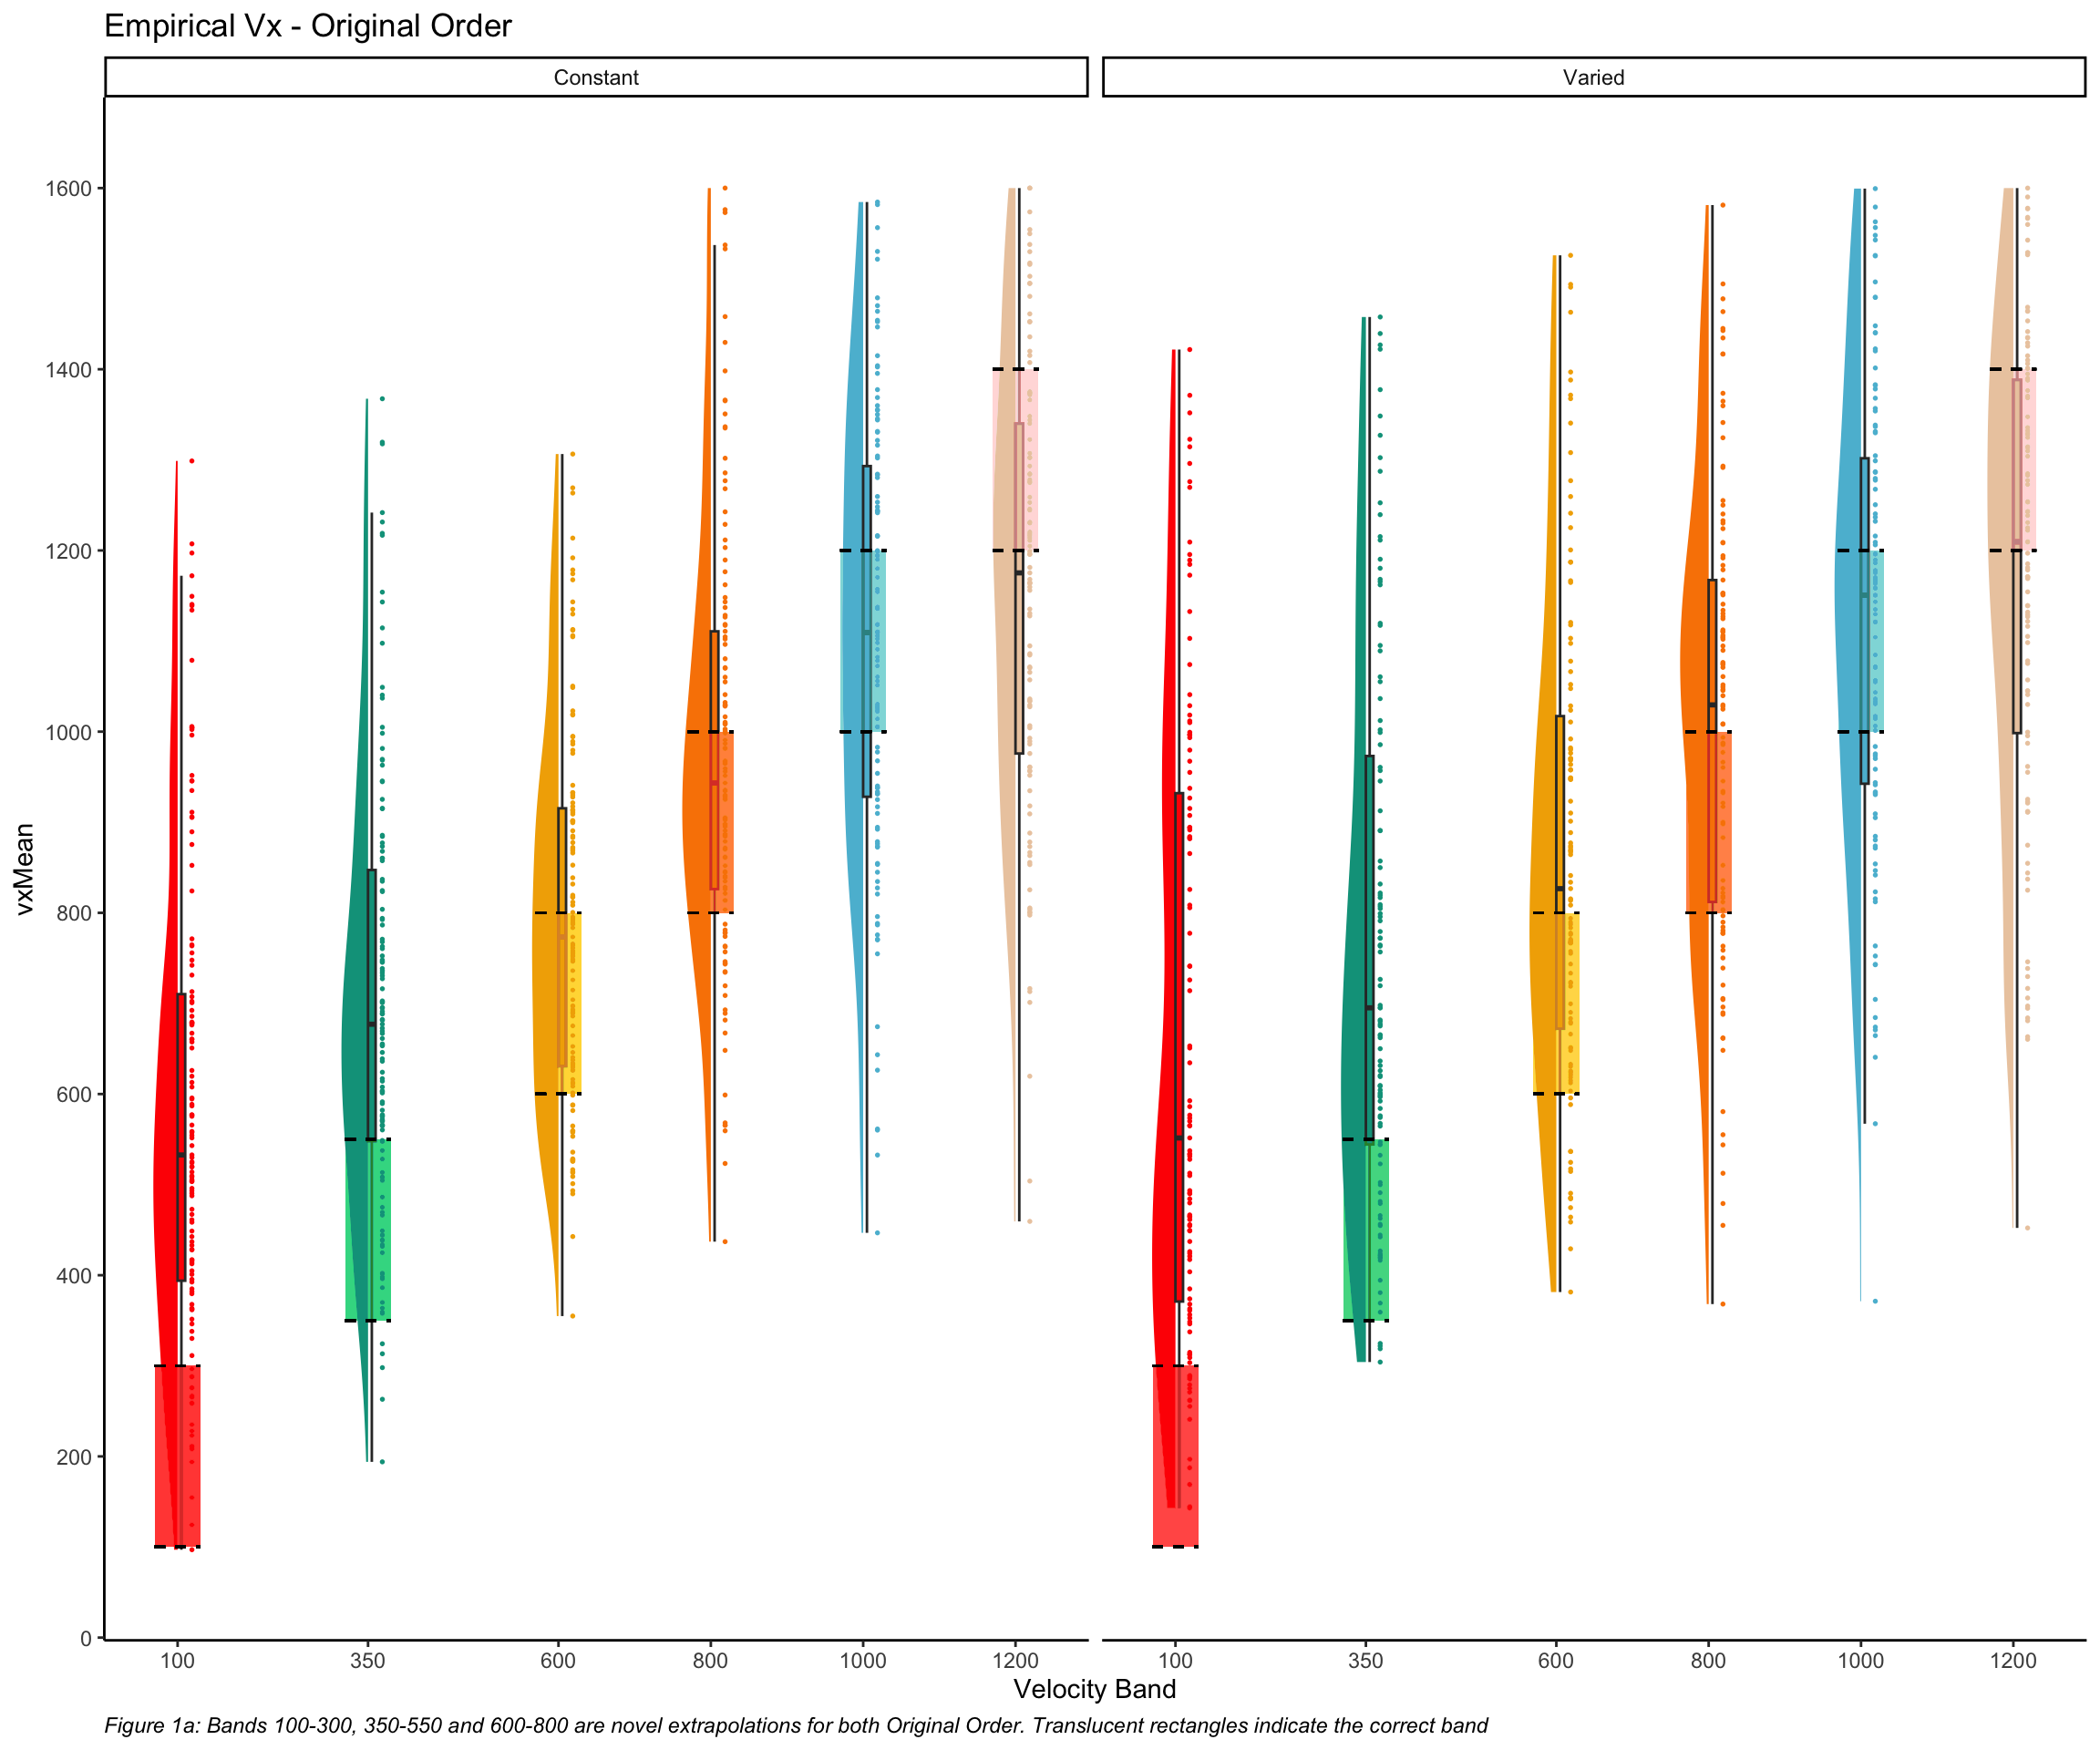 Empirical Vx - Original Order
Constant
Varied
1600
1400
1200
1000
800
600
400
200
0
vxMean
100 350 600 800 1000 1200
100 350 600 800 1000 1200
Velocity Band
Figure 1a: Bands 100-300, 350-550 and 600-800 are novel extrapolations for both Original Order. Translucent rectangles indicate the correct band